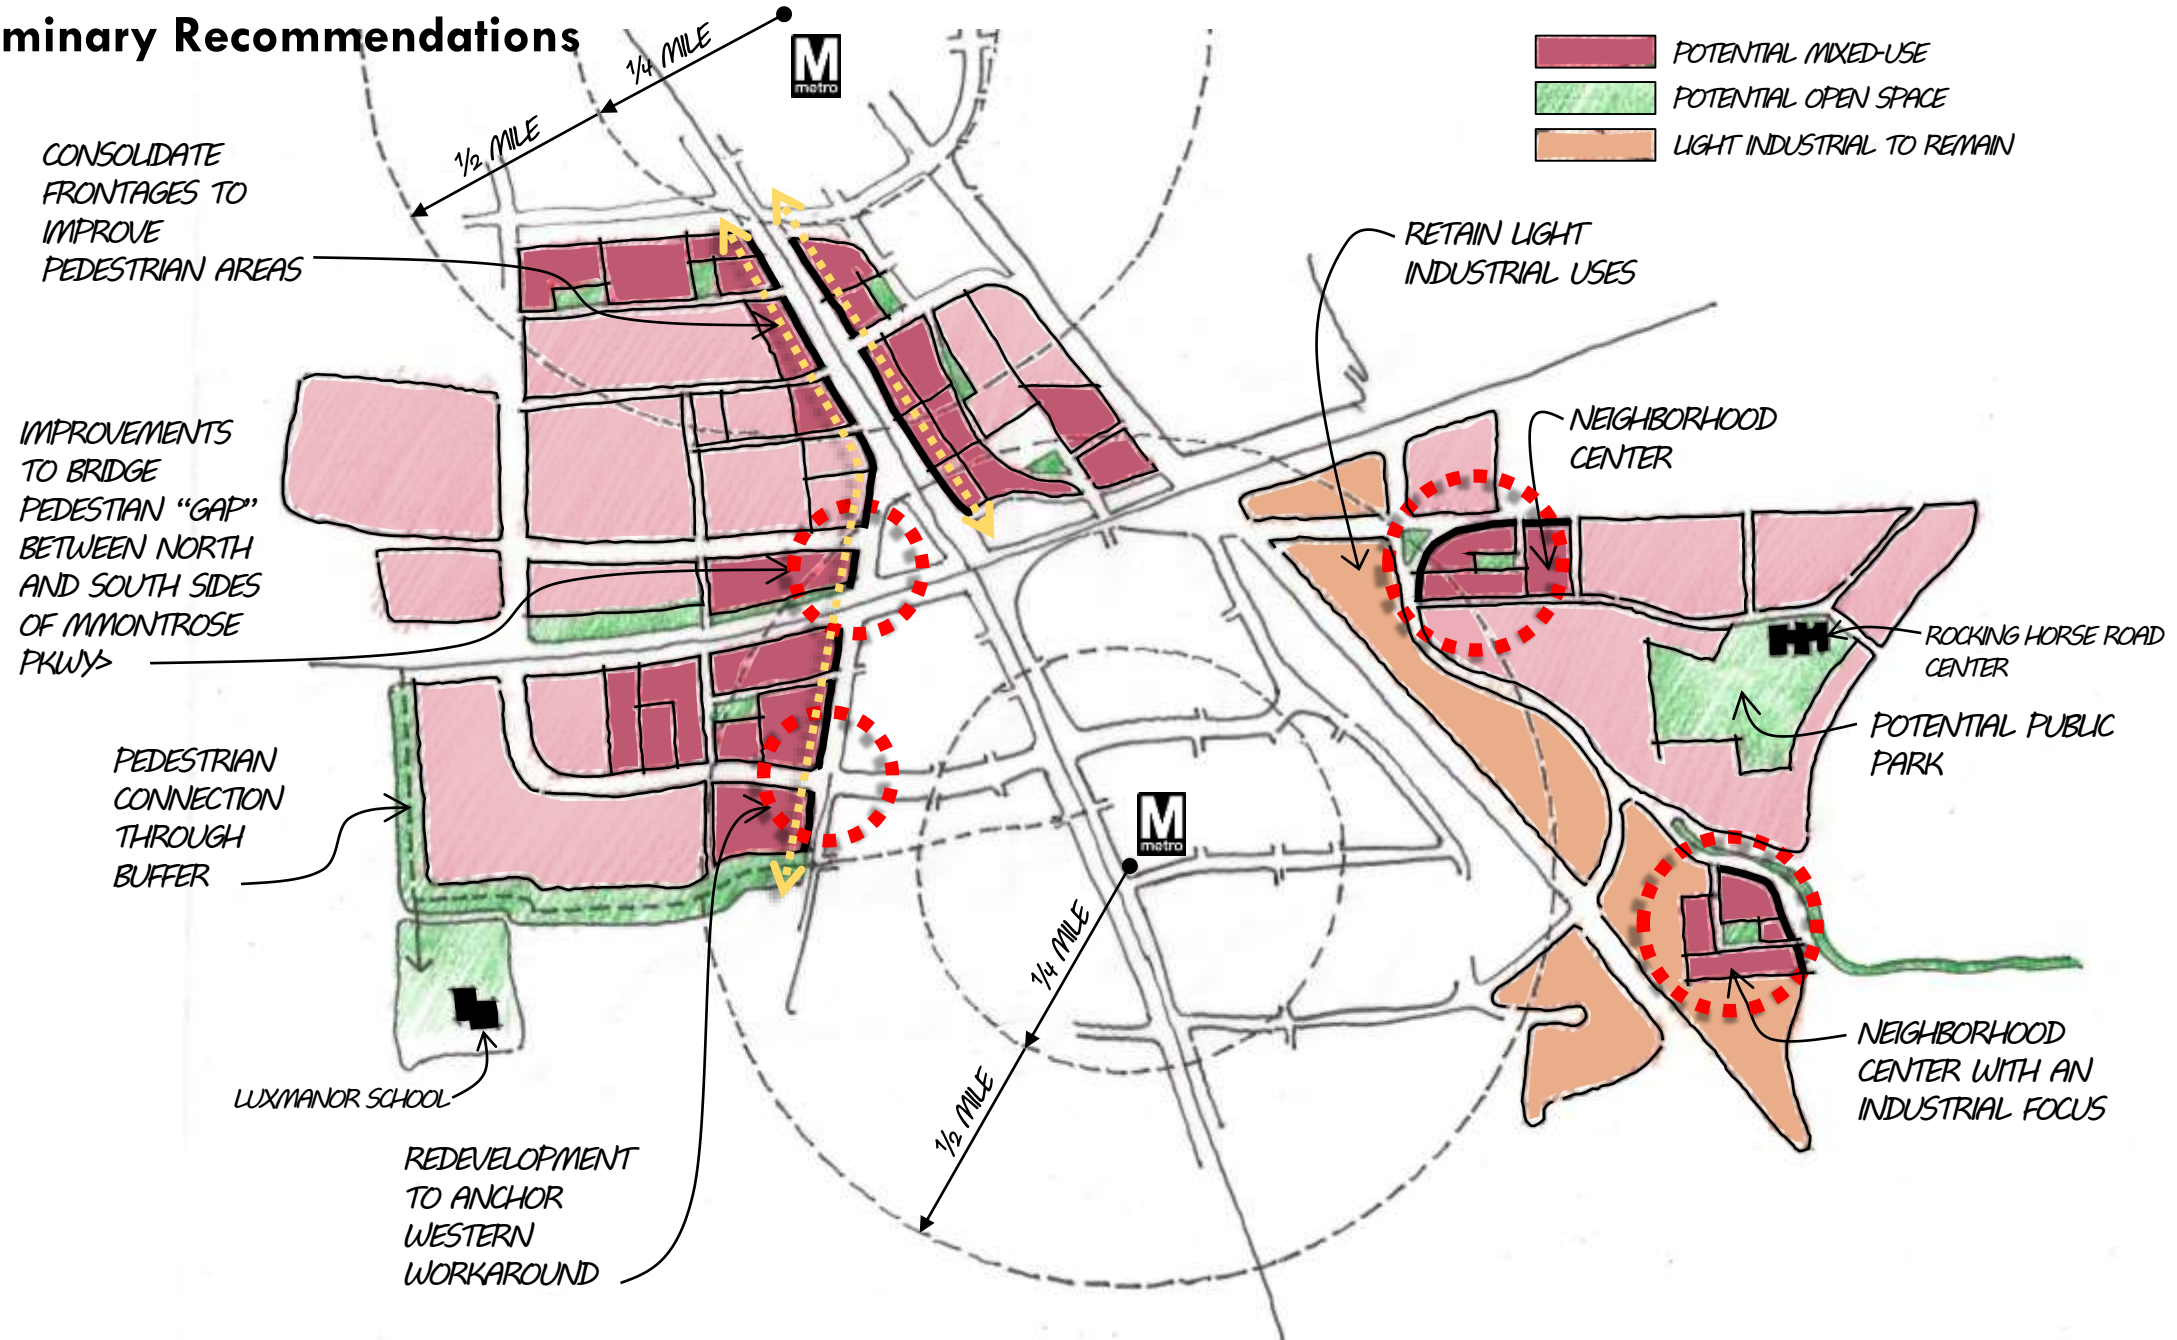 minary Recommendations
1/4 MILE
1/2 MILE
M
metro
POTENTIAL MIXED-USE
POTENTIAL OPEN SPACE
LIGHT INDUSTRIAL TO REMAIN
CONSOLIDATE
FRONTAGES TO
IMPROVE
PEDESTRIAN AREAS
RETAIN LIGHT
INDUSTRIAL USES
IMPROVEMENTS
TO BRIDGE
PEDESTIAN “GAP”
BETWEEN NORTH
AND SOUTH SIDES
OF MMONTROSE
PKWY>
NEIGHBORHOOD
CENTER
ROCKING HORSE ROAD
CENTER
POTENTIAL PUBLIC
PARK
PEDESTRIAN
CONNECTION
THROUGH
BUFFER
M
metro
1/4 MILE
1/2 MILE
LUXMANOR SCHOOL
NEIGHBORHOOD
CENTER WITH AN
INDUSTRIAL FOCUS
REDEVELOPMENT
TO ANCHOR
WESTERN
WORKAROUND